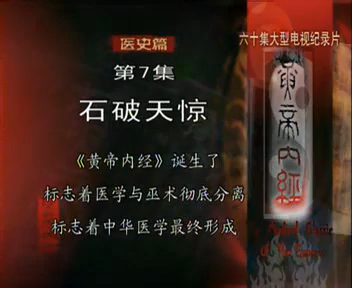 医史篇
第7集
石破天惊
《黄帝内经》诞生了
标志着医学与巫术彻底分离
标志着中华医学最终形成
六十集大型电视纪录片
黄帝内經